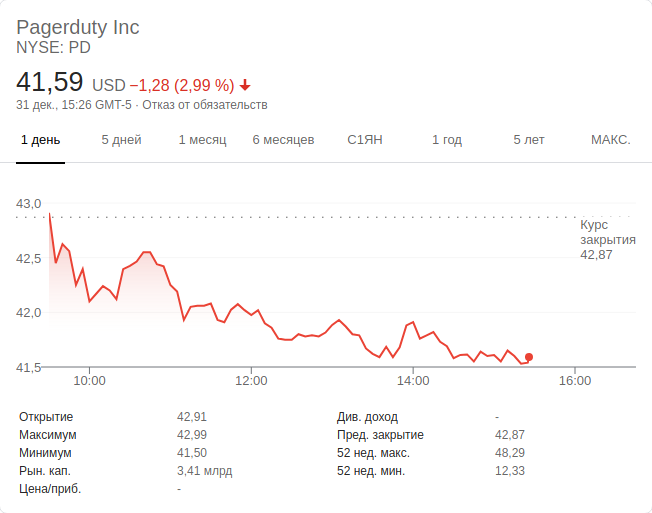 Pagerduty Inc
NYSE: PD
41,59 USD −1,28 (2,99 %)
31 дек., 15:26 GMT-5 · Отказ от обязательств
1 день 5 дней 1 месяц 6 месяцев С1ЯН 1 год 5 лет МАКС.
43,0
Курс
закрытия
42,87
42,5
42,0
41,5
10:00 12:00 14:00 16:00
Открытие 42,91 Див. доход -
Максимум 42,99 Пред. закрытие 42,87
Минимум 41,50 52 нед. макс. 48,29
Рын. кап. 3,41 млрд 52 нед. мин. 12,33
Цена/приб. -